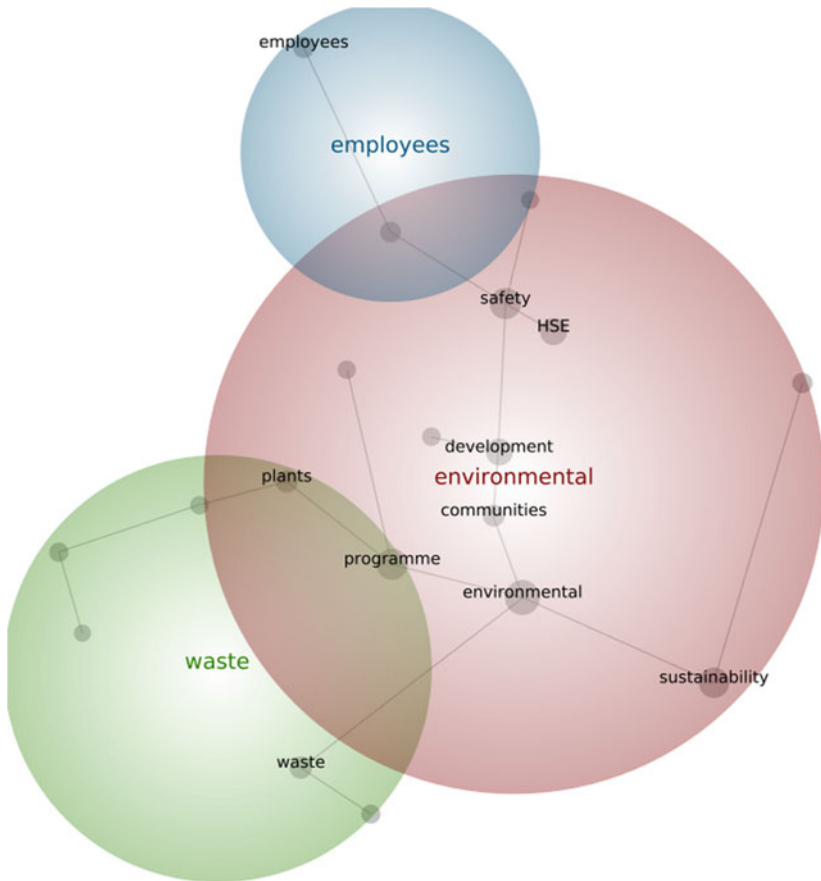 employees
employees
safety
HSE
development
environmental
plants
communities
programme
environmental
waste
sustainability
waste